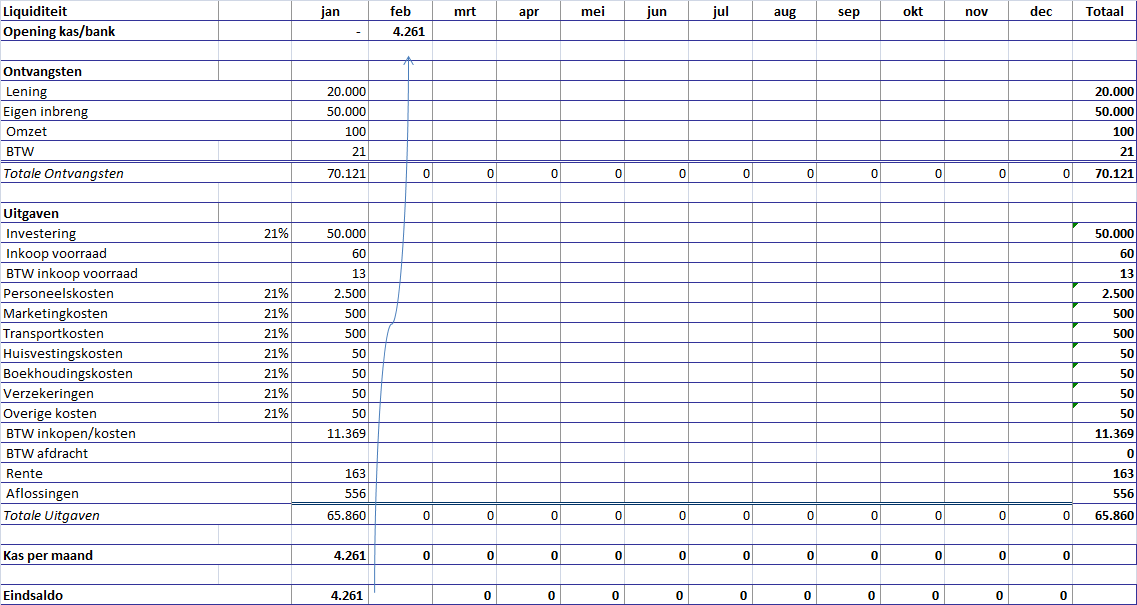 Liquiditeit jan feb mrt apr mei jun jul aug sep okt nov dec Totaal
Opening kas/bank - 4.261
Ontvangsten
Lening 20.000 20.000
Eigen inbreng 50.000 50.000
Omzet 100 100
BTW 21 21
Totale Ontvangsten 70.121 0 0 0 0 0 0 0 0 0 0 0 70.121
Uitgaven
Investering 21% 50.000 50.000
Inkoop voorraad 60 60
BTW inkoop voorraad 13 13
Personeelskosten 21% 2.500 2.500
Marketingkosten 21% 500 500
Transportkosten 21% 500 500
Huisvestingskosten 21% 50 50
Boekhoudingskosten 21% 50 50
Verzekeringen 21% 50 50
Overige kosten 21% 50 50
BTW inkopen/kosten 11.369 11.369
BTW afdracht 0
Rente 163 163
Aflossingen 556 556
Totale Uitgaven 65.860 0 0 0 0 0 0 0 0 0 0 0 65.860
Kas per maand 4.261 0 0 0 0 0 0 0 0 0 0 0
Eindsaldo 4.261 0 0 0 0 0 0 0 0 0 0